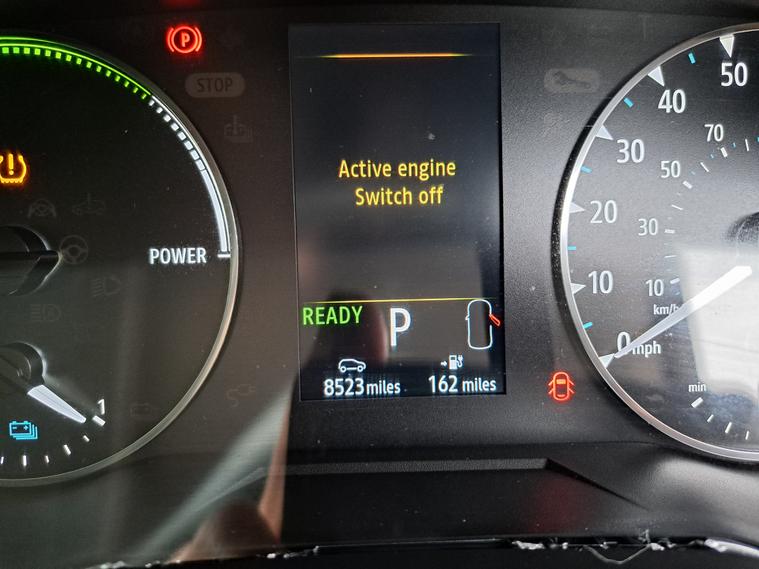 P
STOP
50
40
70
30
50
20
30
10
10
km/h
0 mph
Active engine
Switch off
POWER
READY P
8523 miles 162 miles
1
min